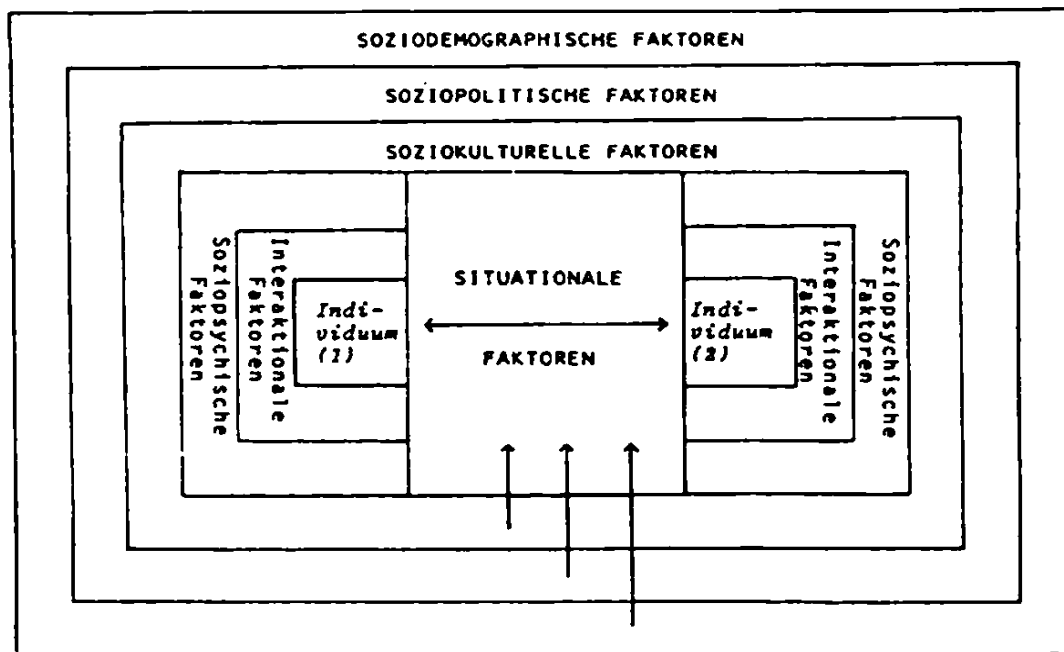 SOZIODEMOGRAPHISCHE FAKTOREN
SOZIOPOLITISCHE FAKTOREN
SOZIOKULTURELLE FAKTOREN
Soziopsychische
Faktoren
Interaktionale
Faktoren
Indi-
viduum
(1)
SITUATIONALE
FAKTOREN
Indi-
viduum
(2)
Interaktionale
Faktoren
Soziopsychische
Faktoren